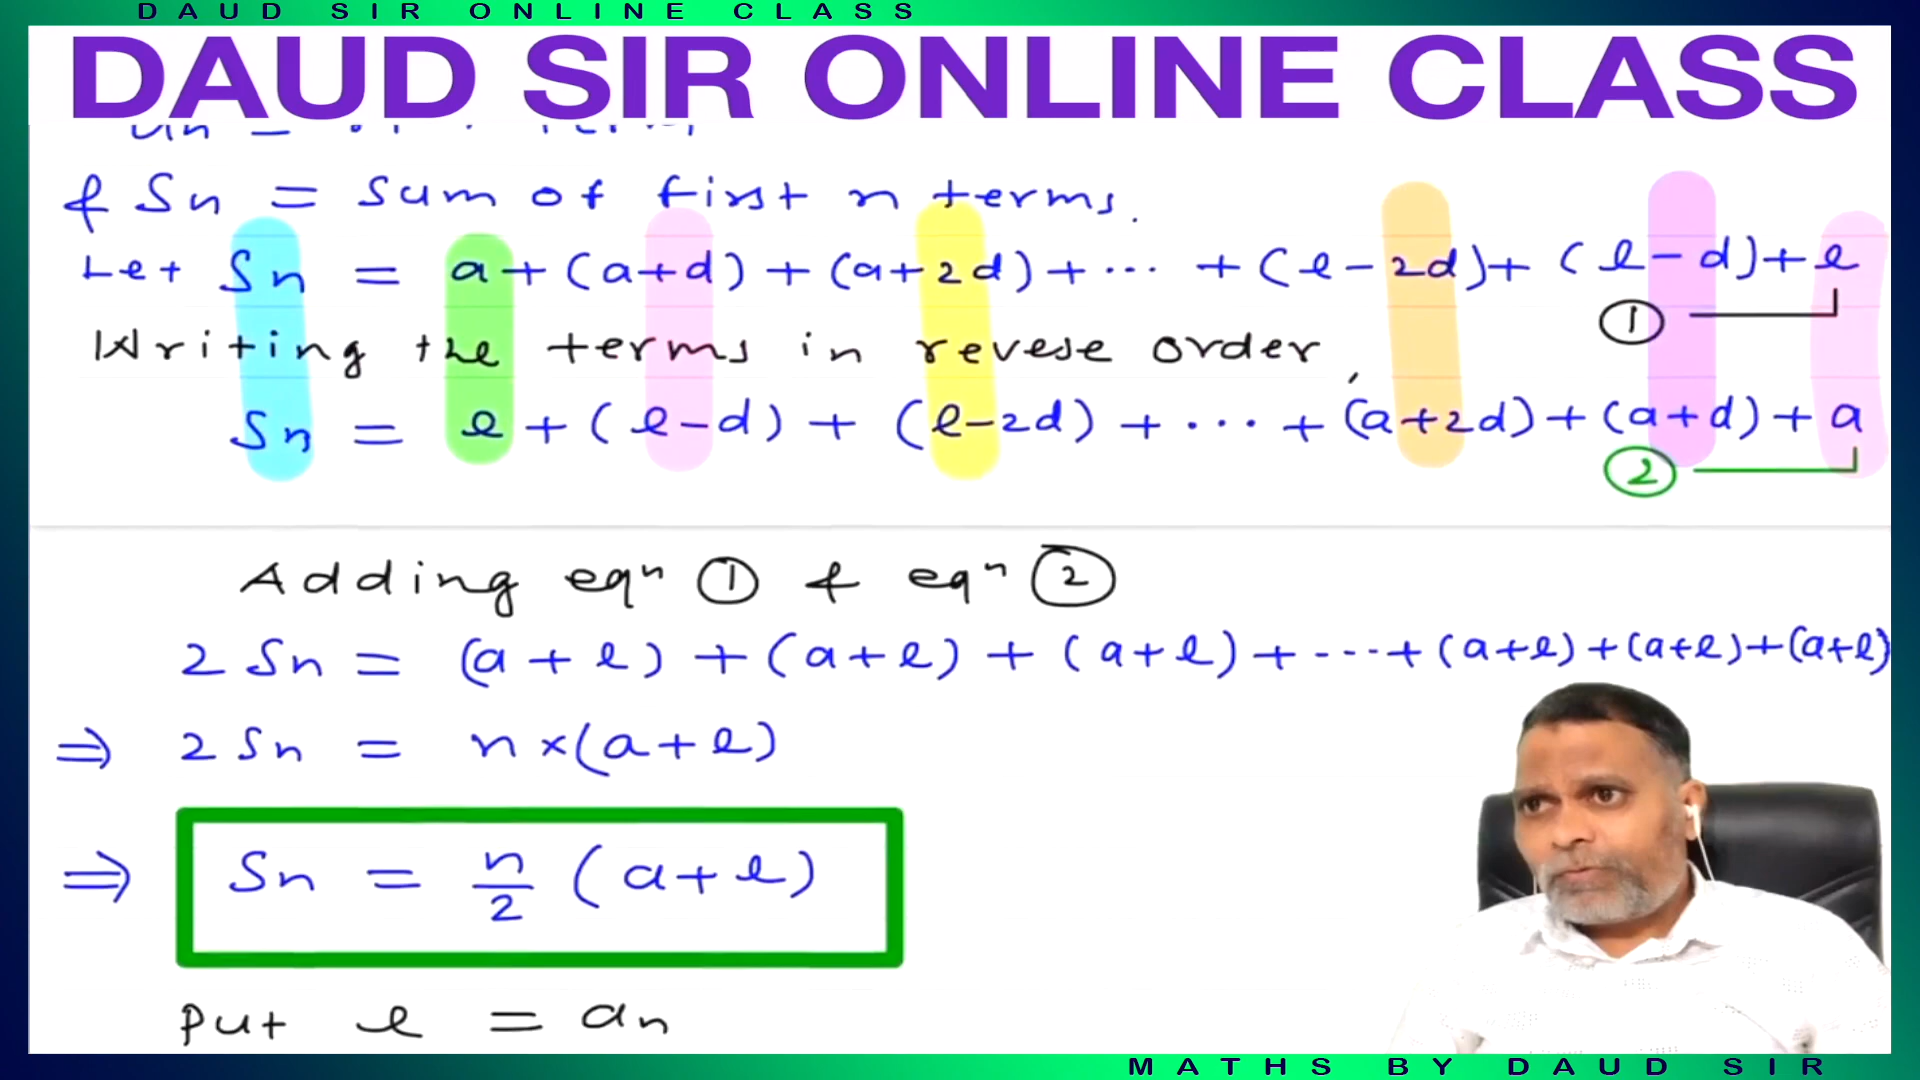 DAUD SIR ONLINE CLASS
DAUD SIR ONLINE CLASS
& Sn = Sum of first n terms.
Let Sn = a + (a+d) + (a+2d) + ... + (l-2d) + (l-d) + l
①
Writing the terms in revese order,
Sn = l + (l-d) + (l-2d) + ... + (a+2d) + (a+d) + a
②
Adding eqⁿ ① & eqⁿ ②
2Sn = (a+l) + (a+l) + (a+l) + ---+ (a+l) + (a+l) + (a+l)
⇒ 2Sn = n×(a+l)
⇒ Sn = n/2 (a+l)
Put l = an
MATHS BY DAUD SIR